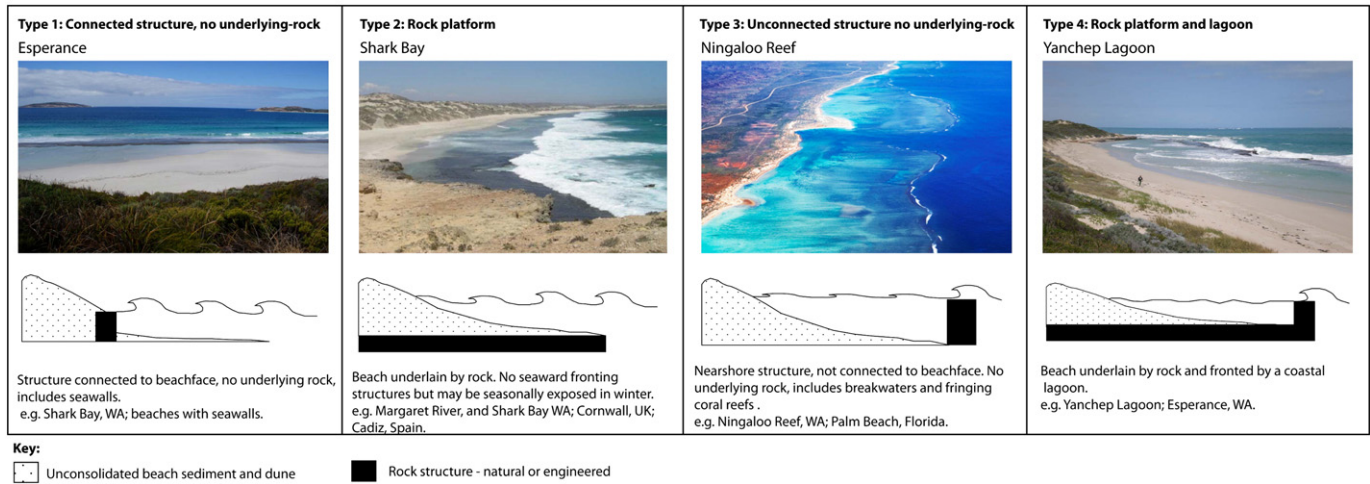 Type 1: Connected structure, no underlying-rock
Esperance
Structure connected to beachface, no underlying rock,
includes seawalls.
e.g. Shark Bay, WA; beaches with seawalls.
Type 2: Rock platform
Shark Bay
Beach underlain by rock. No seaward fronting
structures but may be seasonally exposed in winter.
e.g. Margaret River, and Shark Bay WA; Cornwall, UK;
Cadiz, Spain.
Type 3: Unconnected structure no underlying-rock
Ningaloo Reef
Nearshore structure, not connected to beachface. No
underlying rock, includes breakwaters and fringing
coral reefs .
e.g. Ningaloo Reef, WA; Palm Beach, Florida.
Type 4: Rock platform and lagoon
Yanchep Lagoon
Beach underlain by rock and fronted by a coastal
lagoon.
e.g. Yanchep Lagoon; Esperance, WA.
Key:
Unconsolidated beach sediment and dune
Rock structure - natural or engineered